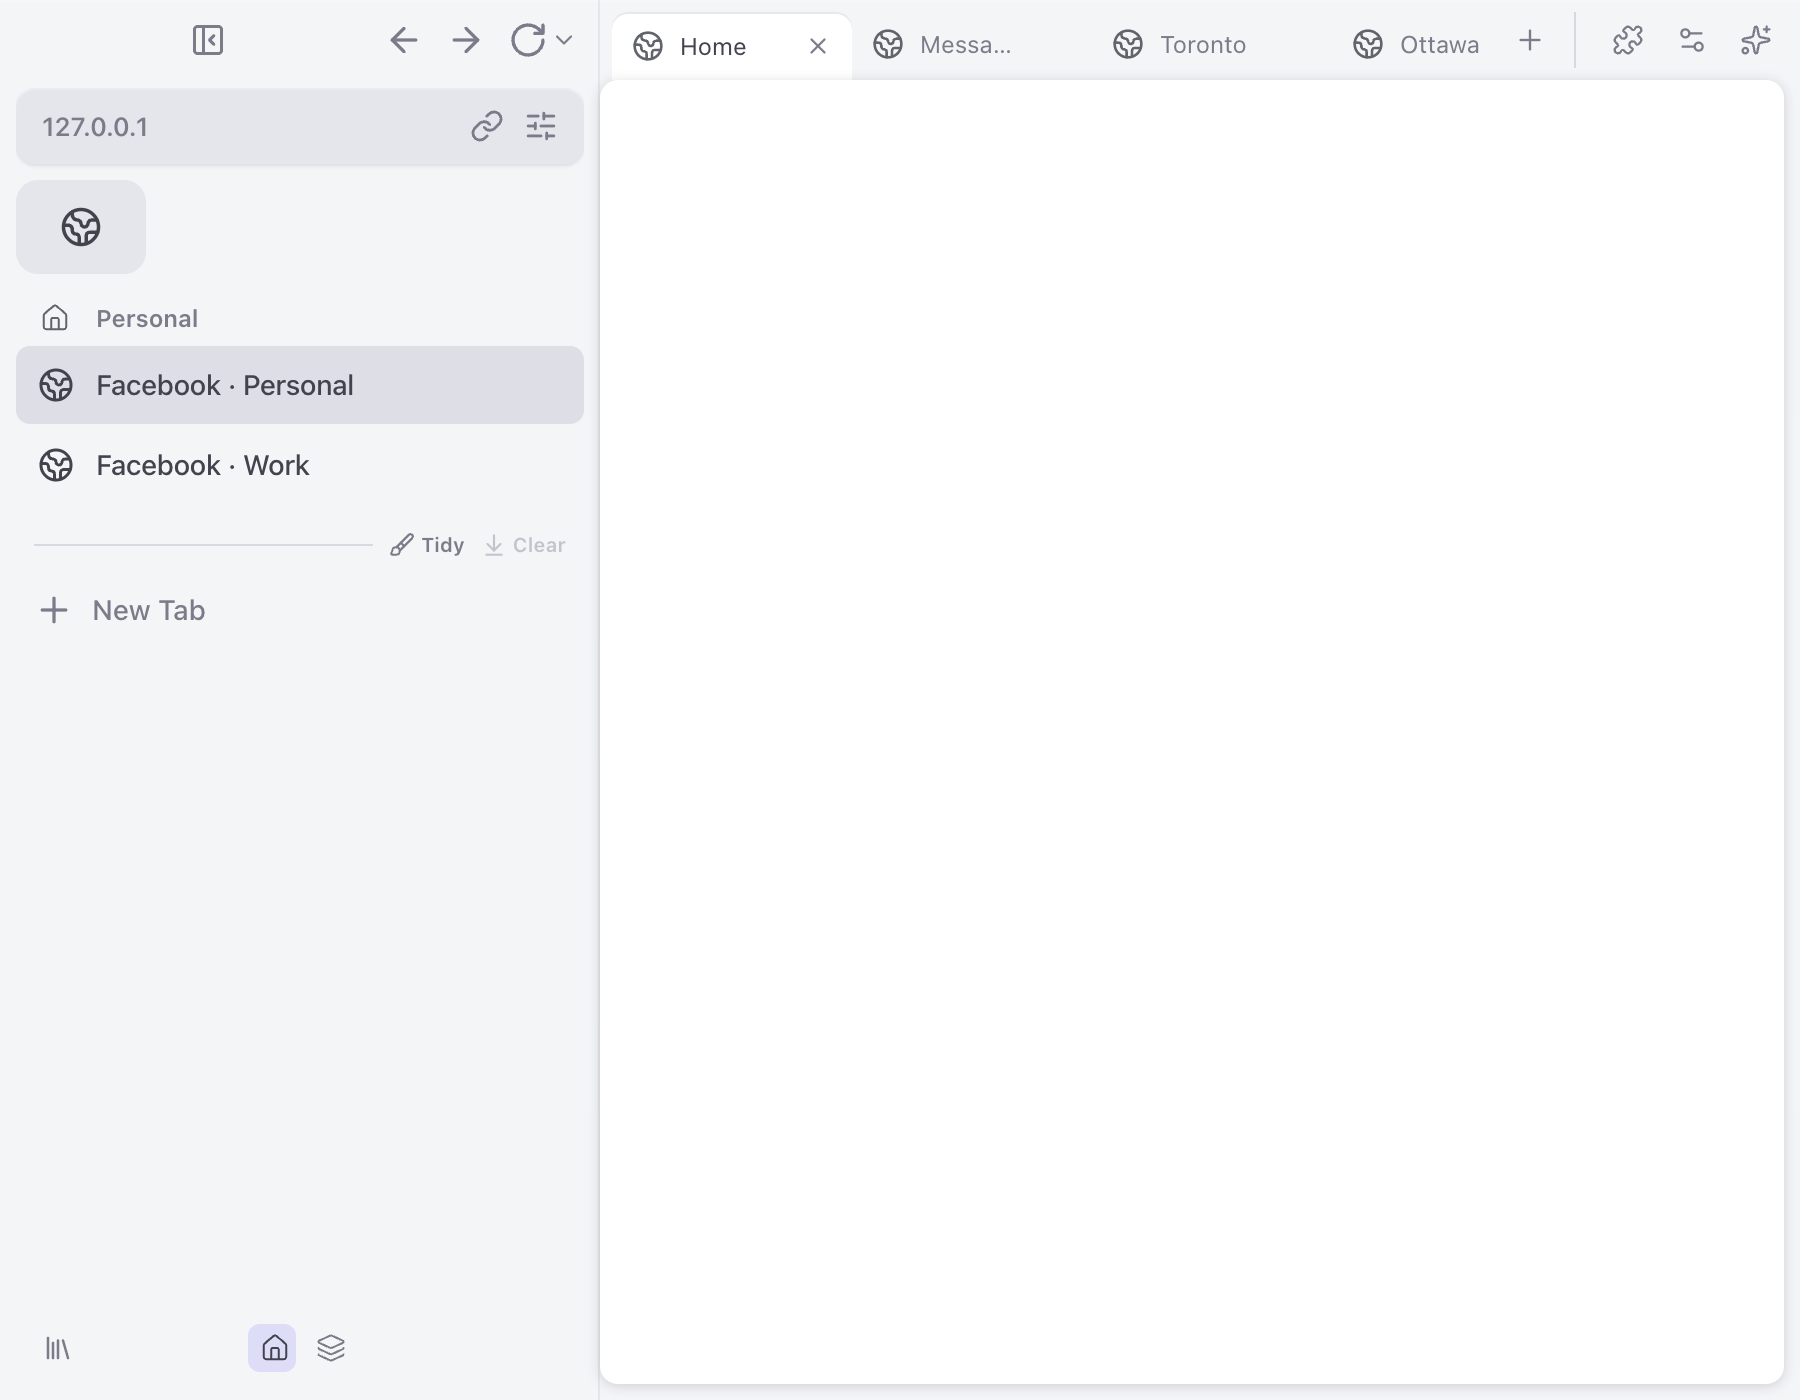 Home
Messa...
Toronto
Ottawa
127.0.0.1
Personal
Facebook · Personal
Facebook · Work
Tidy
Clear
New Tab